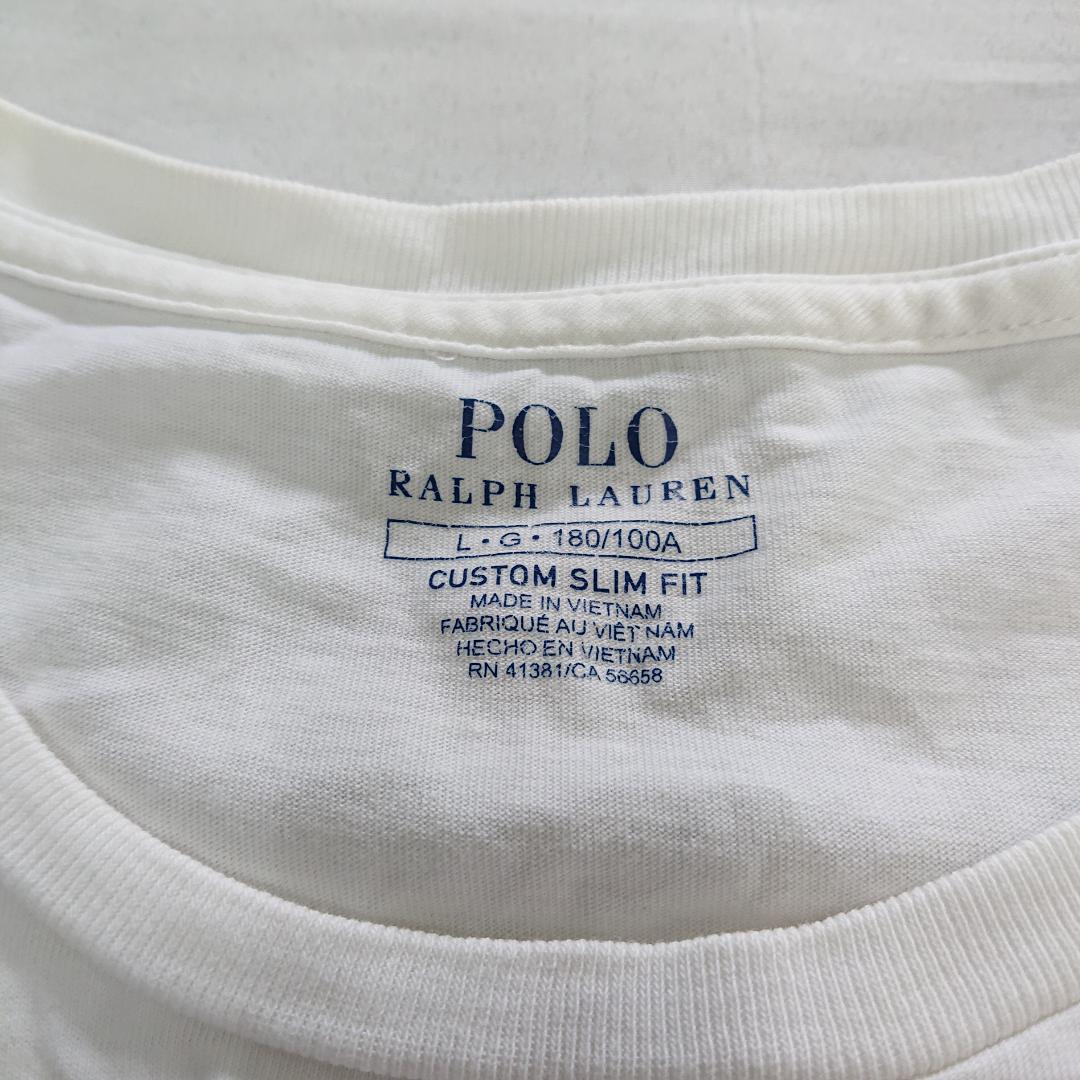 POLO
RALPH LAUREN
L • G • 180/100A
CUSTOM SLIM FIT
MADE IN VIETNAM
FABRIQUÉ AU VIÊT NAM
HECHO EN VIETNAM
RN 41381/CA 56658